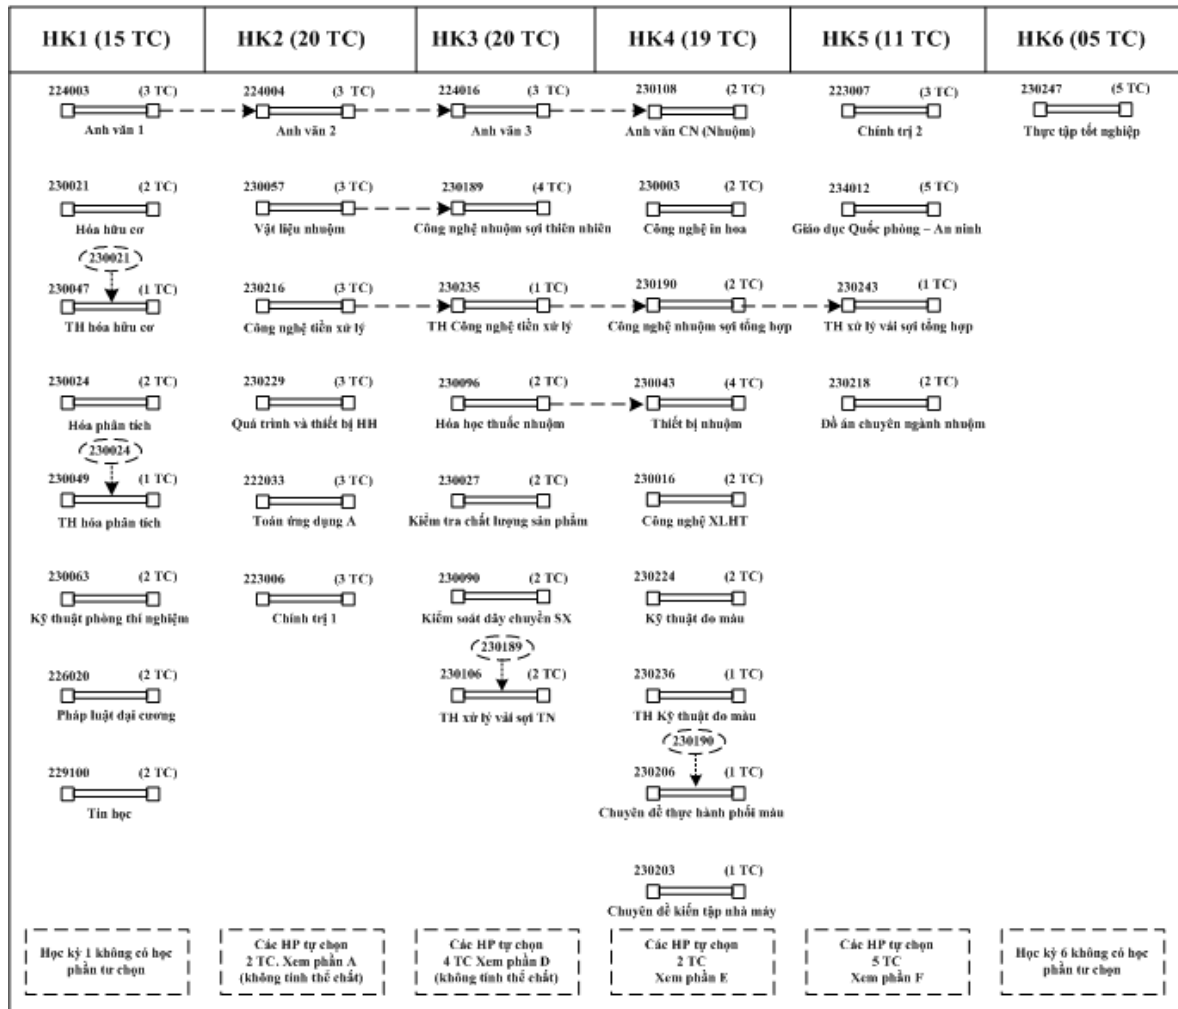 HK1 (15 TC)
HK2 (20 TC)
HK3 (20 TC)
HK4 (19 TC)
HK5 (11 TC)
HK6 (05 TC)
224003 (3 TC)
Anh văn 1
224004 (3 TC)
Anh văn 2
224016 (3 TC)
Anh văn 3
230108 (2 TC)
Anh văn CN (Nhuộm)
223007 (3 TC)
Chính trị 2
230247 (5 TC)
Thực tập tốt nghiệp
230021 (2 TC)
Hóa hữu cơ
230057 (3 TC)
Vật liệu nhuộm
230189 (4 TC)
Công nghệ nhuộm sợi thiên nhiên
230003 (2 TC)
Công nghệ in hoa
234012 (5 TC)
Giáo dục Quốc phòng – An ninh
230021
230047 (1 TC)
TH hóa hữu cơ
230216 (3 TC)
Công nghệ tiền xử lý
230235 (1 TC)
TH Công nghệ tiền xử lý
230190 (2 TC)
Công nghệ nhuộm sợi tổng hợp
230243 (1 TC)
TH xử lý vải sợi tổng hợp
230024 (2 TC)
Hóa phân tích
230229 (3 TC)
Quá trình và thiết bị HH
230096 (2 TC)
Hóa học thuốc nhuộm
230043 (4 TC)
Thiết bị nhuộm
230218 (2 TC)
Đồ án chuyên ngành nhuộm
230024
230049 (1 TC)
TH hóa phân tích
222033 (3 TC)
Toán ứng dụng A
230027 (2 TC)
Kiểm tra chất lượng sản phẩm
230016 (2 TC)
Công nghệ XLHT
230063 (2 TC)
Kỹ thuật phòng thí nghiệm
223006 (3 TC)
Chính trị 1
230090 (2 TC)
Kiểm soát dây chuyền SX
230224 (2 TC)
Kỹ thuật đo màu
226020 (2 TC)
Pháp luật đại cương
230189
230106 (2 TC)
TH xử lý vải sợi TN
230236 (1 TC)
TH Kỹ thuật đo màu
229100 (2 TC)
Tin học
230190
230206 (1 TC)
Chuyên đề thực hành phối màu
230203 (1 TC)
Chuyên đề kiến tập nhà máy
Học kỳ 1 không có học
phần tư chọn
Các HP tự chọn
2 TC. Xem phần A
(không tính thể chất)
Các HP tự chọn
4 TC Xem phần D
(không tính thể chất)
Các HP tự chọn
2 TC
Xem phần E
Các HP tự chọn
5 TC
Xem phần F
Học kỳ 6 không có học
phần tư chọn